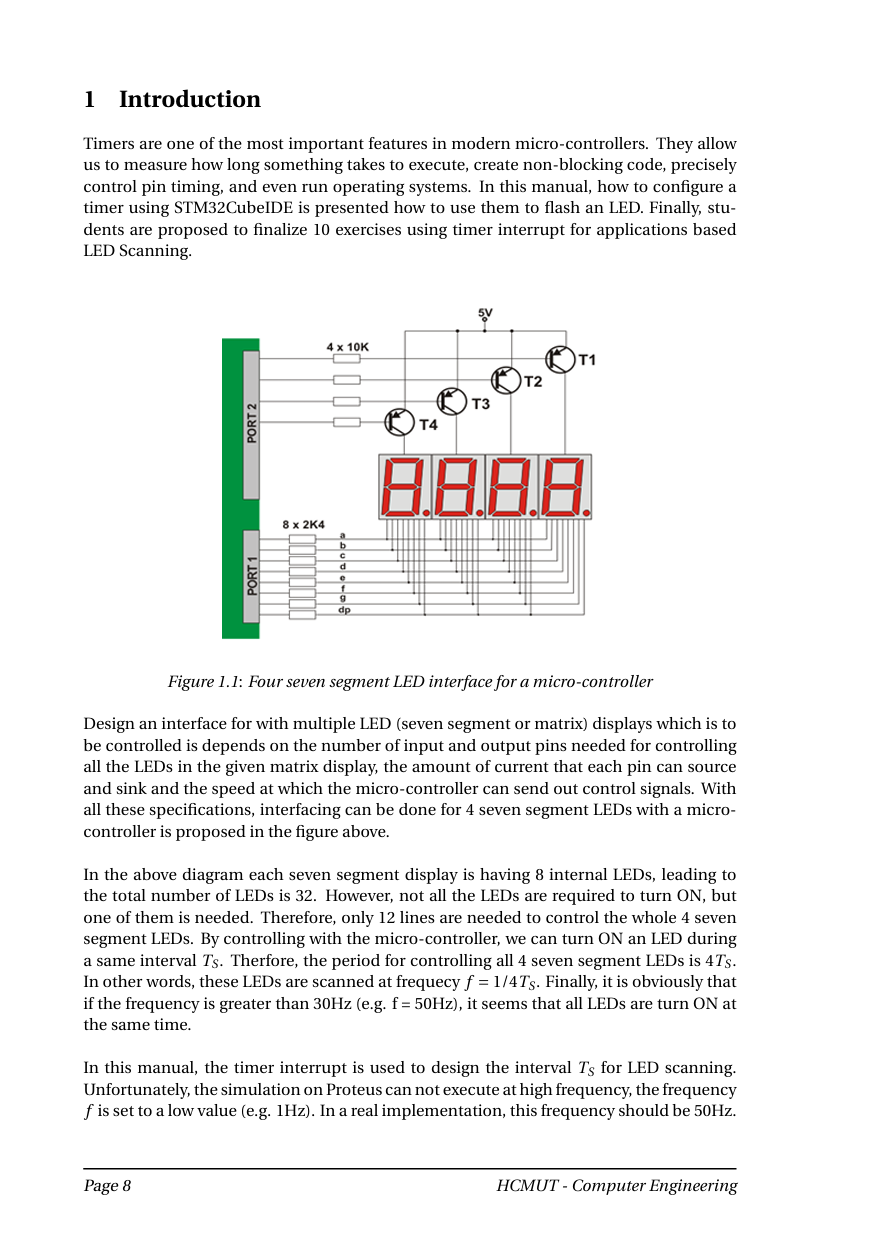 1 Introduction
Timers are one of the most important features in modern micro-controllers. They allow
us to measure how long something takes to execute, create non-blocking code, precisely
control pin timing, and even run operating systems. In this manual, how to configure a
timer using STM32CubeIDE is presented how to use them to flash an LED. Finally, stu-
dents are proposed to finalize 10 exercises using timer interrupt for applications based
LED Scanning.
5V
4 x 10K
T1
T2
T3
T4
PORT 2
8 x 2K4
PORT 1
a
b
c
d
e
f
g
dp
Figure 1.1: Four seven segment LED interface for a micro-controller
Design an interface for with multiple LED (seven segment or matrix) displays which is to
be controlled is depends on the number of input and output pins needed for controlling
all the LEDs in the given matrix display, the amount of current that each pin can source
and sink and the speed at which the micro-controller can send out control signals. With
all these specifications, interfacing can be done for 4 seven segment LEDs with a micro-
controller is proposed in the figure above.
In the above diagram each seven segment display is having 8 internal LEDs, leading to
the total number of LEDs is 32. However, not all the LEDs are required to turn ON, but
one of them is needed. Therefore, only 12 lines are needed to control the whole 4 seven
segment LEDs. By controlling with the micro-controller, we can turn ON an LED during
a same interval T_S. Therfore, the period for controlling all 4 seven segment LEDs is 4T_S.
In other words, these LEDs are scanned at frequecy f = 1/4T_S. Finally, it is obviously that
if the frequency is greater than 30Hz (e.g. f = 50Hz), it seems that all LEDs are turn ON at
the same time.
In this manual, the timer interrupt is used to design the interval T_S for LED scanning.
Unfortunately, the simulation on Proteus can not execute at high frequency, the frequency
f is set to a low value (e.g. 1Hz). In a real implementation, this frequency should be 50Hz.
Page 8
HCMUT - Computer Engineering